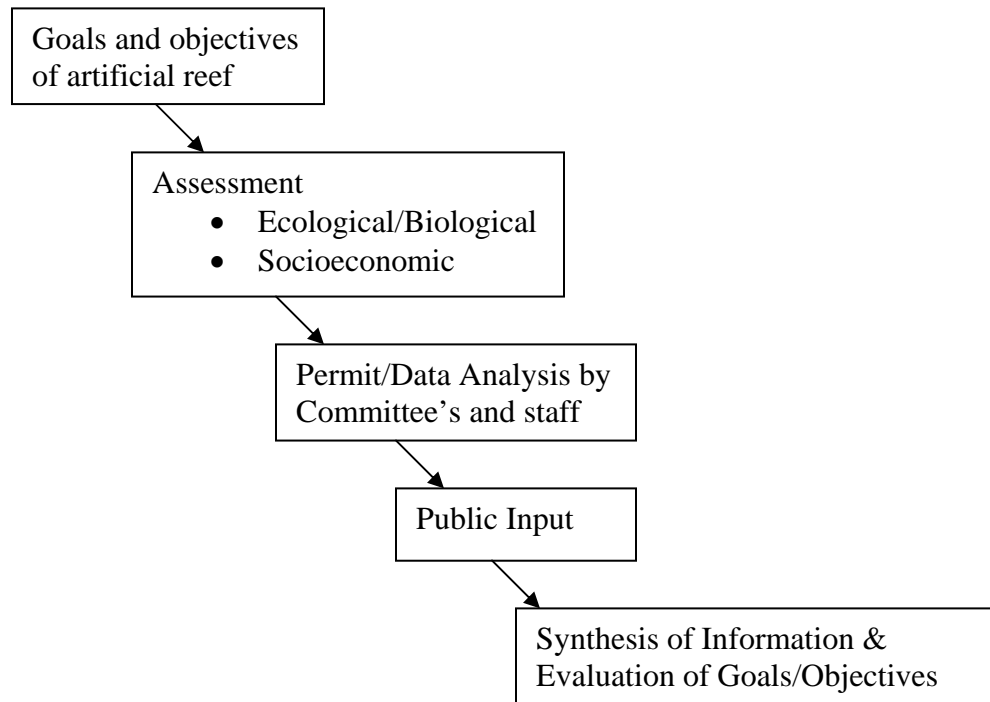 Goals and objectives
of artificial reef
Assessment
• Ecological/Biological
• Socioeconomic
Permit/Data Analysis by
Committee’s and staff
Public Input
Synthesis of Information &
Evaluation of Goals/Objectives